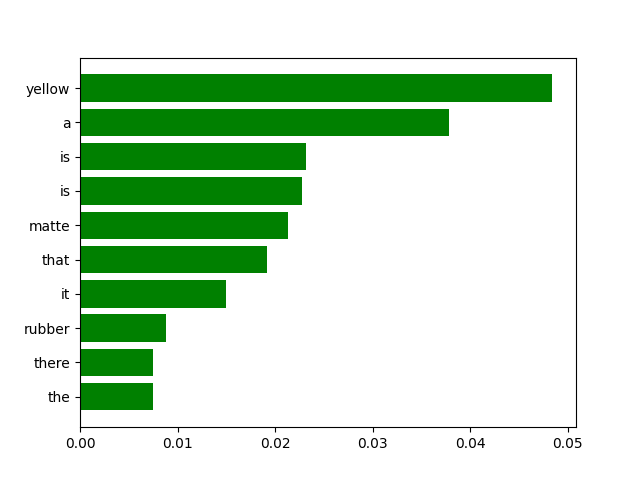 yellow
a
is
is
matte
that
it
rubber
there
the
0.00 0.01 0.02 0.03 0.04 0.05